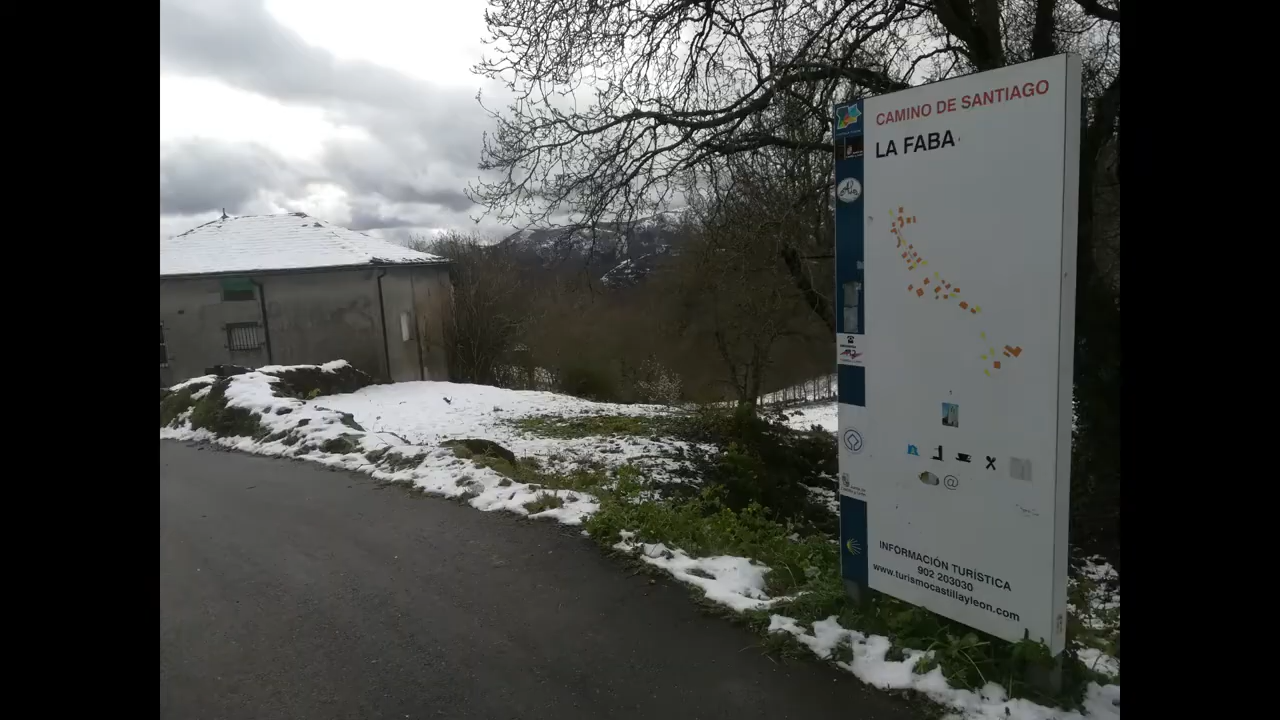 CAMINO DE SANTIAGO
LA FABA
@
INFORMACIÓN TURÍSTICA
902 203030
www.turismocastillayleon.com